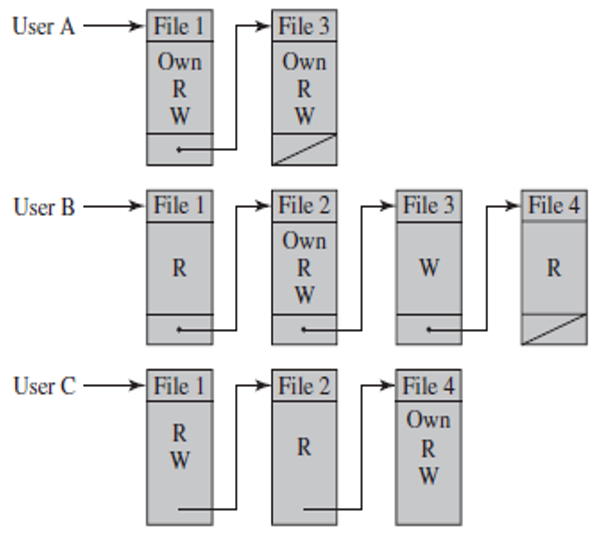 User A File 1 File 3
Own Own
R R
W W
User B File 1 File 2 File 3 File 4
R
Own
R
W
W
R
User C File 1 File 2 File 4
R
W
R
Own
R
W